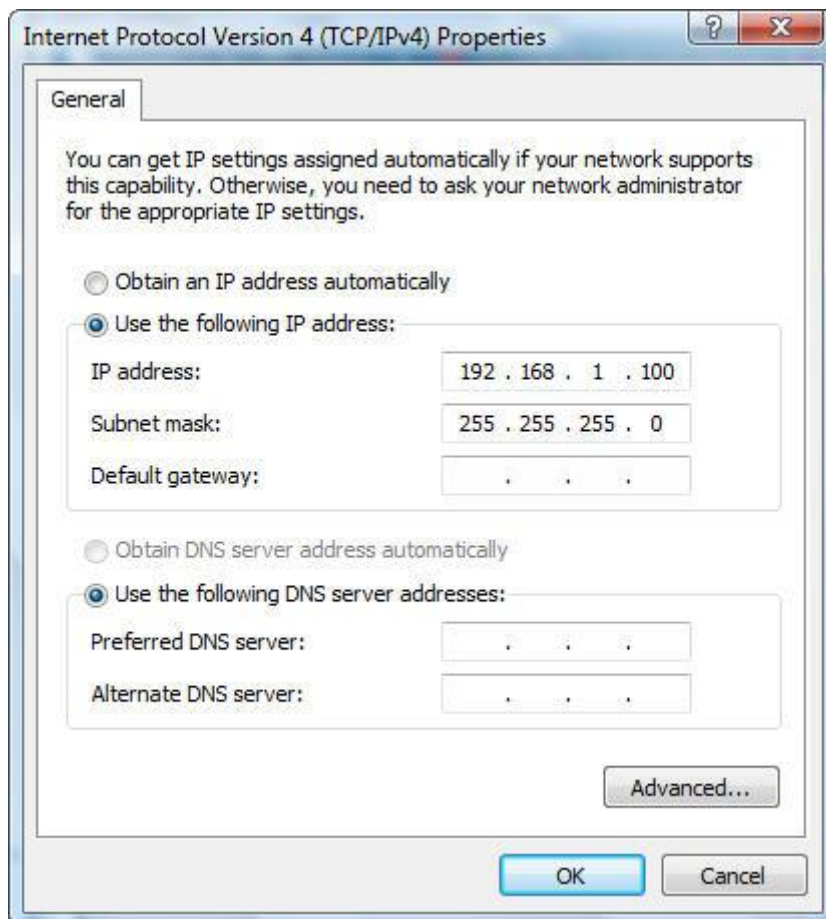 Internet Protocol Version 4 (TCP/IPv4) Properties
?
X
General
You can get IP settings assigned automatically if your network supports
this capability. Otherwise, you need to ask your network administrator
for the appropriate IP settings.
Obtain an IP address automatically
Use the following IP address:
IP address: 192 . 168 . 1 . 100
Subnet mask: 255 . 255 . 255 . 0
Default gateway: . . .
Obtain DNS server address automatically
Use the following DNS server addresses:
Preferred DNS server: . . .
Alternate DNS server: . . .
Advanced...
OK Cancel